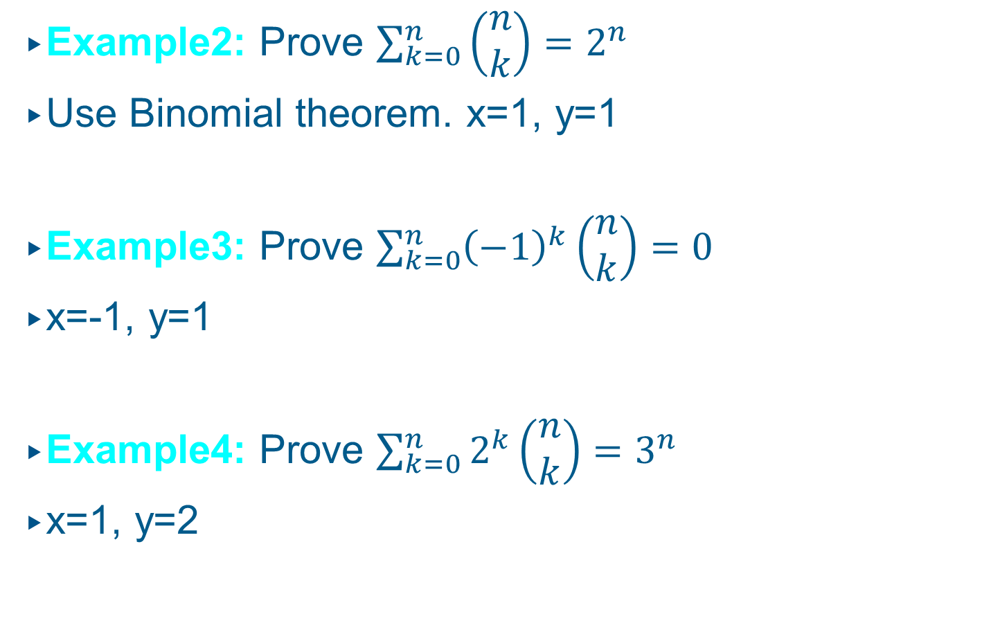 ▸Example2: Prove $\sum_{k=0}^{n} \binom{n}{k} = 2^n$
▸Use Binomial theorem. x=1, y=1
▸Example3: Prove $\sum_{k=0}^{n} (-1)^k \binom{n}{k} = 0$
▸x=-1, y=1
▸Example4: Prove $\sum_{k=0}^{n} 2^k \binom{n}{k} = 3^n$
▸x=1, y=2